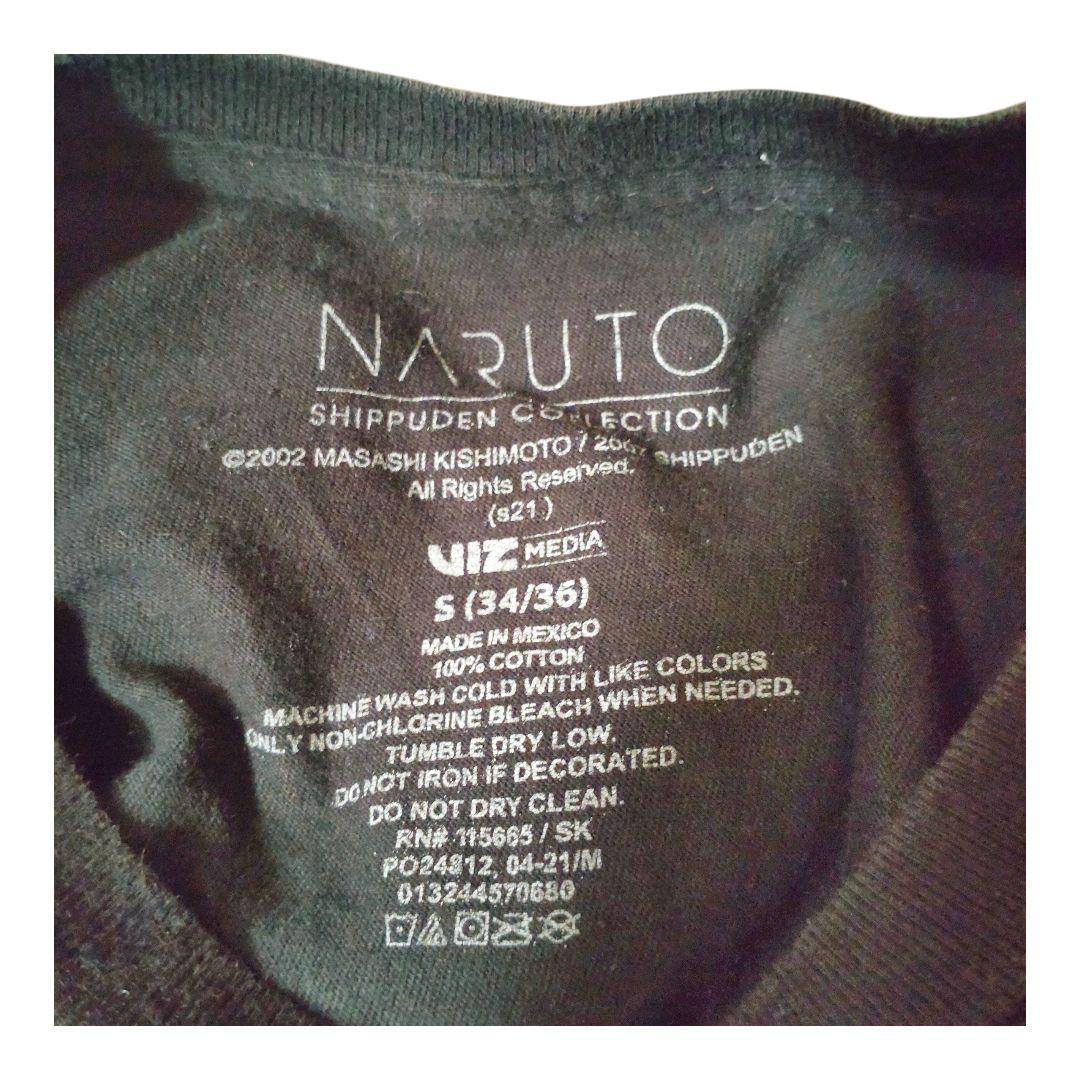 NARUTO
SHIPPUDEN COLLECTION
©2002 MASASHI KISHIMOTO / 2007 SHIPPUDEN
All Rights Reserved.
(s21)
VIZ MEDIA
S (34/36)
MADE IN MEXICO
100% COTTON
MACHINE WASH COLD WITH LIKE COLORS
ONLY NON-CHLORINE BLEACH WHEN NEEDED.
TUMBLE DRY LOW.
DO NOT IRON IF DECORATED.
DO NOT DRY CLEAN.
RN# 115665 / SK
PO24812, 04-21/M
013244570680